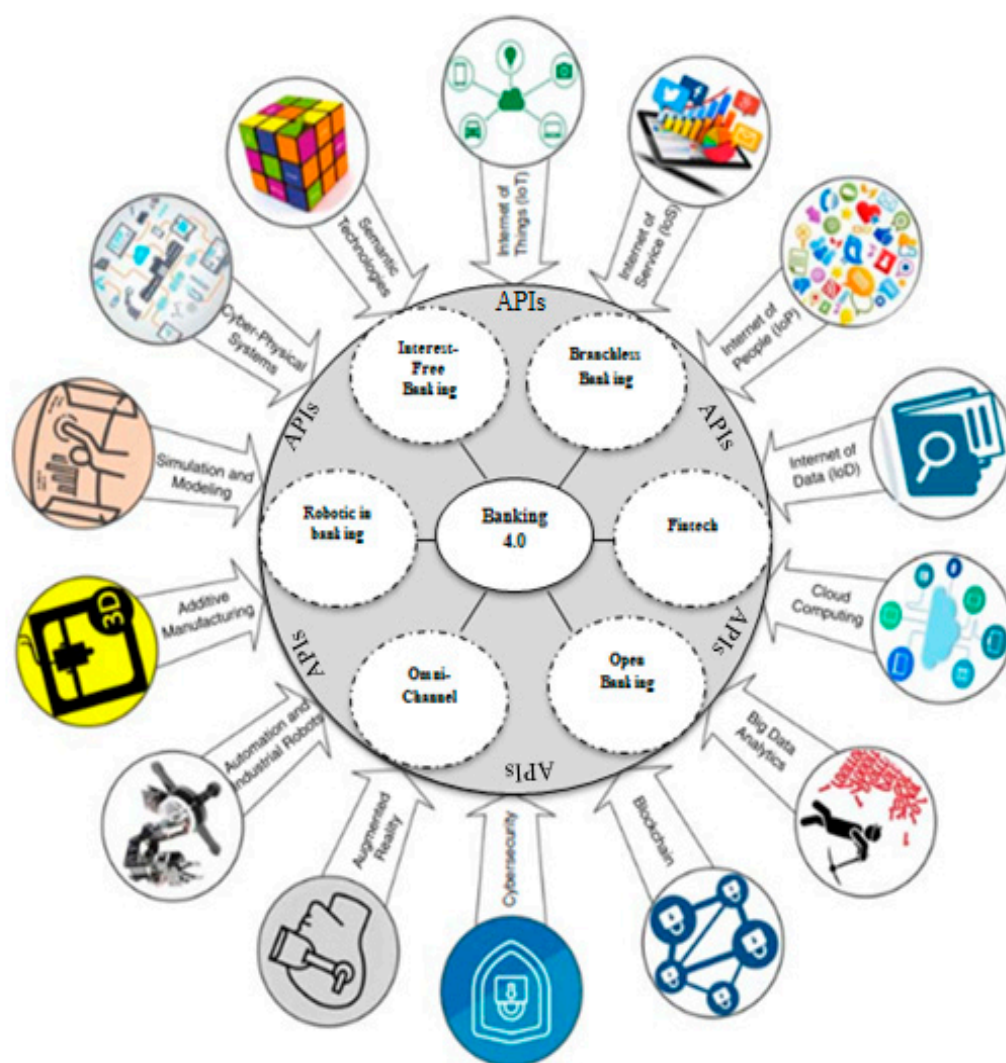 Internet of
Things (IoT)
Internet of
Service (IoS)
Internet of
People (IoP)
Internet of
Data (IoD)
Cloud
Computing
Big Data
Analytics
Blockchain
Cybersecurity
Augmented
Reality
Automation and
Industrial Robots
Additive
Manufacturing
3D
Simulation and
Modeling
Cyber-Physical
Systems
Semantic
Technologies
APIs
APIs
APIs
APIs
APIs
APIs
Interest-
Free
Banking
Branchless
Banking
Robotic in
banking
Banking
4.0
Fintech
Omni-
Channel
Open
Banking